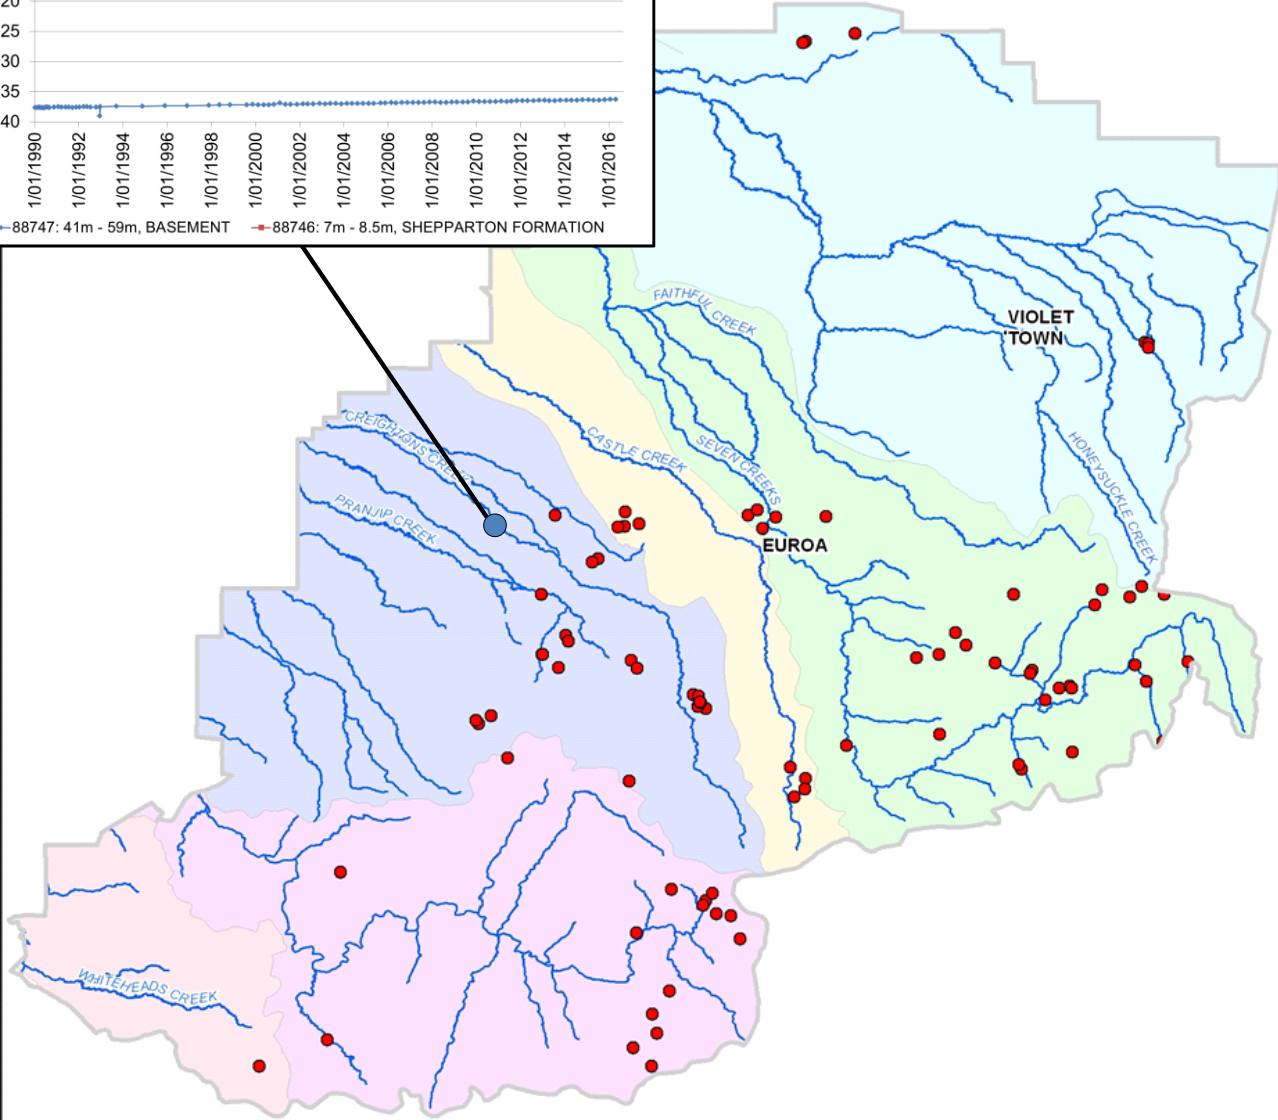 20
25
30
35
40
1/01/1990
1/01/1992
1/01/1994
1/01/1996
1/01/1998
1/01/2000
1/01/2002
1/01/2004
1/01/2006
1/01/2008
1/01/2010
1/01/2012
1/01/2014
1/01/2016
88747: 41m - 59m, BASEMENT
88746: 7m - 8.5m, SHEPPARTON FORMATION
FAITHFUL CREEK
VIOLET
TOWN
CREIGHTONS CREEK
CASTLE CREEK
SEVEN CREEKS
HONEYSUCKLE CREEK
PRANJIP CREEK
EUROA
WHITEHEADS CREEK